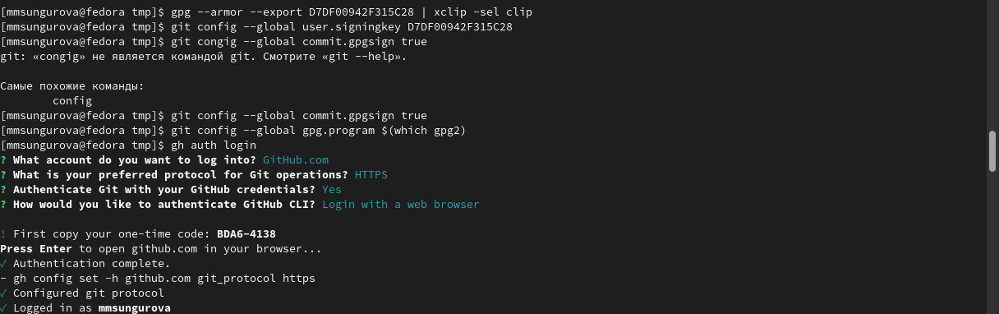 [mmsungurova@fedora tmp]$ gpg --armor --export D7DF00942F315C28 | xclip -sel clip
[mmsungurova@fedora tmp]$ git config --global user.signingkey D7DF00942F315C28
[mmsungurova@fedora tmp]$ git congig --global commit.gpgsign true
git: «congig» не является командой git. Смотрите «git --help».
Самые похожие команды:
config
[mmsungurova@fedora tmp]$ git config --global commit.gpgsign true
[mmsungurova@fedora tmp]$ git config --global gpg.program $(which gpg2)
[mmsungurova@fedora tmp]$ gh auth login
? What account do you want to log into? GitHub.com
? What is your preferred protocol for Git operations? HTTPS
? Authenticate Git with your GitHub credentials? Yes
? How would you like to authenticate GitHub CLI? Login with a web browser
! First copy your one-time code: BDA6-4138
Press Enter to open github.com in your browser...
✓ Authentication complete.
- gh config set -h github.com git_protocol https
✓ Configured git protocol
✓ Logged in as mmsungurova